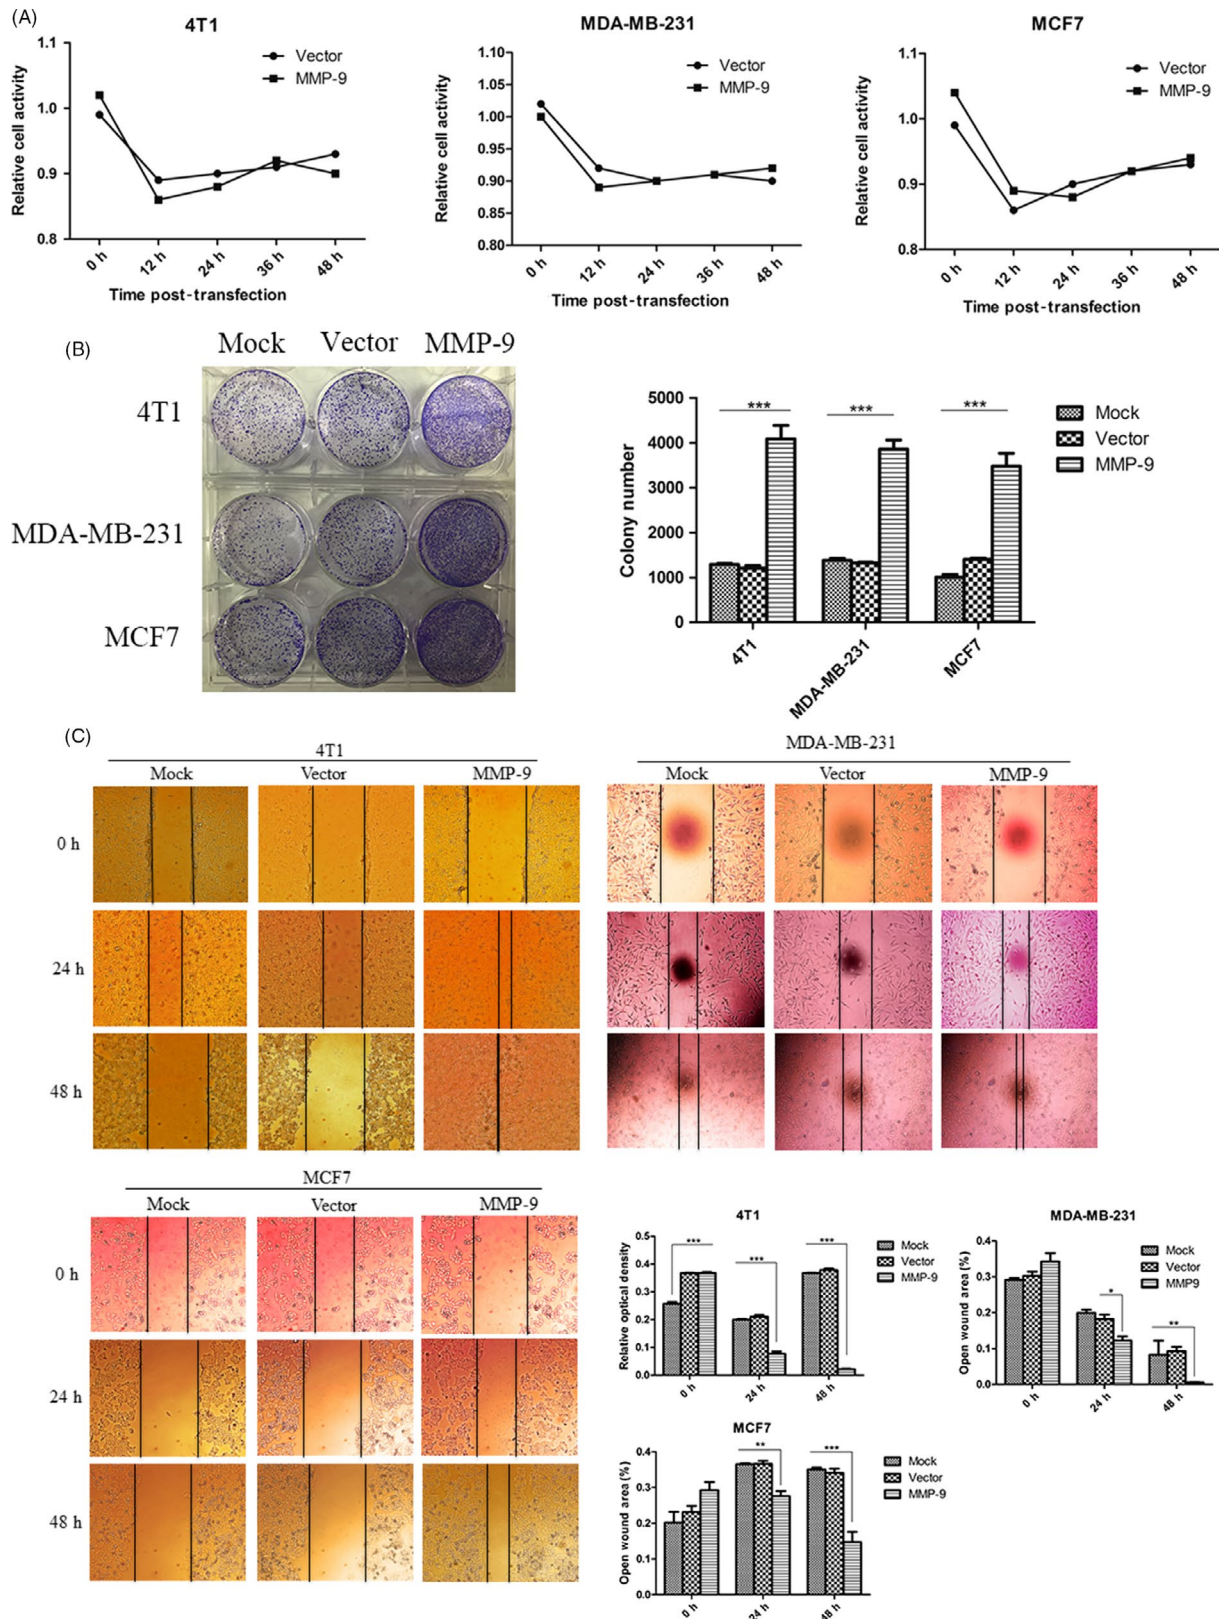 (A)
4T1
Vector
MMP-9
Relative cell activity
1.1
1.0
0.9
0.8
0 h
12 h
24 h
36 h
48 h
Time post-transfection
MDA-MB-231
Vector
MMP-9
Relative cell activity
1.10
1.05
1.00
0.95
0.90
0.85
0.80
0 h
12 h
24 h
36 h
48 h
Time post-transfection
MCF7
Vector
MMP-9
Relative cell activity
1.1
1.0
0.9
0.8
0 h
12 h
24 h
36 h
48 h
Time post-transfection
(B)
Mock Vector MMP-9
4T1
MDA-MB-231
MCF7
Colony number
5000
4000
3000
2000
1000
0
***
***
***
Mock
Vector
MMP-9
4T1
MDA-MB-231
MCF7
(C)
4T1
Mock Vector MMP-9
0 h
24 h
48 h
MDA-MB-231
Mock Vector MMP-9
MCF7
Mock Vector MMP-9
0 h
24 h
48 h
4T1
Relative optical density
0.5
0.4
0.3
0.2
0.1
0.0
***
***
***
Mock
Vector
MMP-9
0 h
24 h
48 h
MDA-MB-231
Open wound area (%)
0.4
0.3
0.2
0.1
0.0
*
**
Mock
Vector
MMP9
0 h
24 h
48 h
MCF7
Open wound area (%)
0.4
0.3
0.2
0.1
0.0
**
***
Mock
Vector
MMP-9
0 h
24 h
48 h